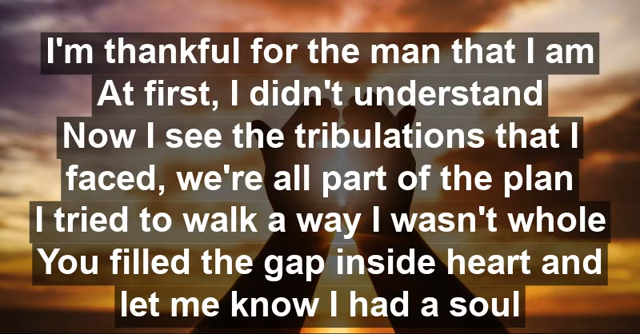 I'm thankful for the man that I am
At first, I didn't understand
Now I see the tribulations that I
faced, we're all part of the plan
I tried to walk a way I wasn't whole
You filled the gap inside heart and
let me know I had a soul